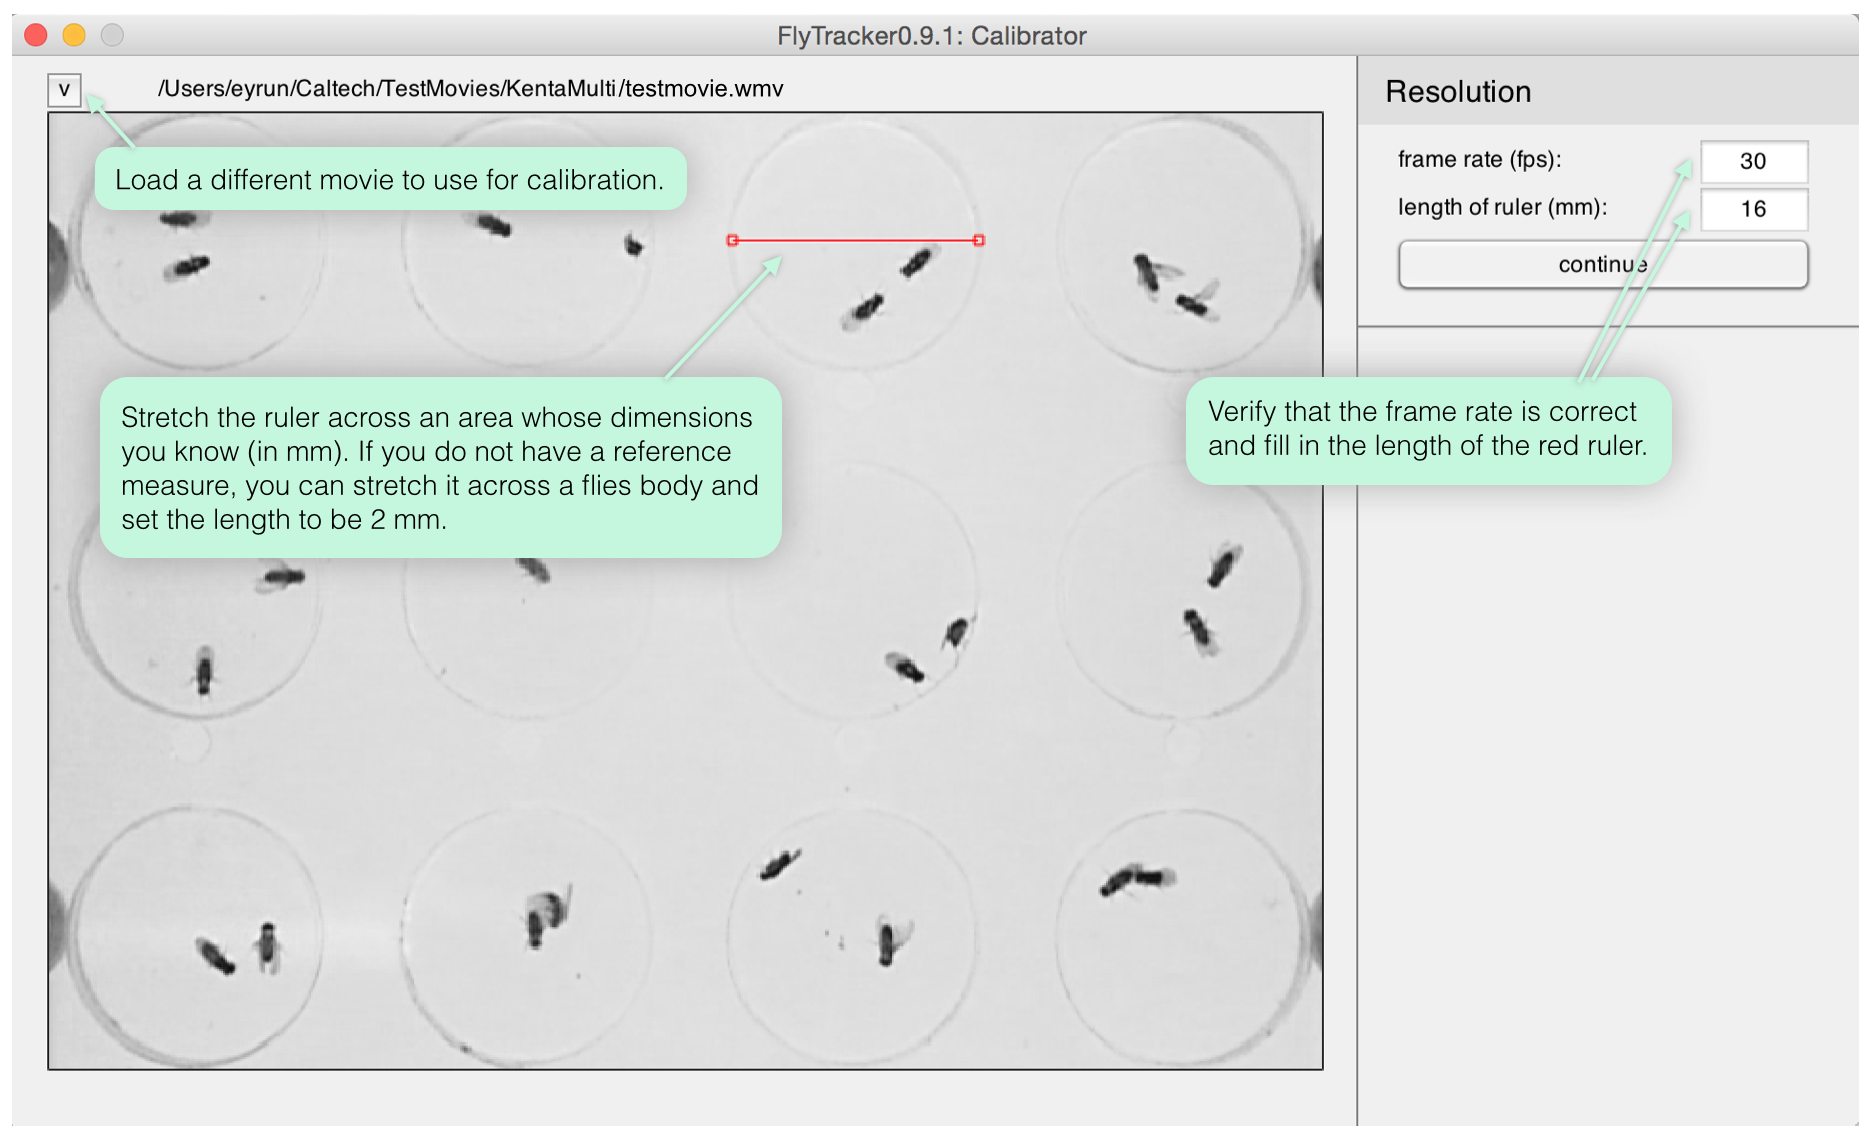 FlyTracker0.9.1: Calibrator
v
/Users/eyrun/Caltech/TestMovies/KentaMulti/testmovie.wmv
Load a different movie to use for calibration.
Stretch the ruler across an area whose dimensions
you know (in mm). If you do not have a reference
measure, you can stretch it across a flies body and
set the length to be 2 mm.
Resolution
frame rate (fps):
30
length of ruler (mm):
16
continue
Verify that the frame rate is correct
and fill in the length of the red ruler.